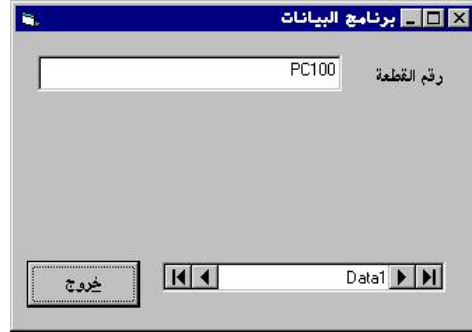 برنامج البيانات
رقم القطعة
PC100
Data1
خروج